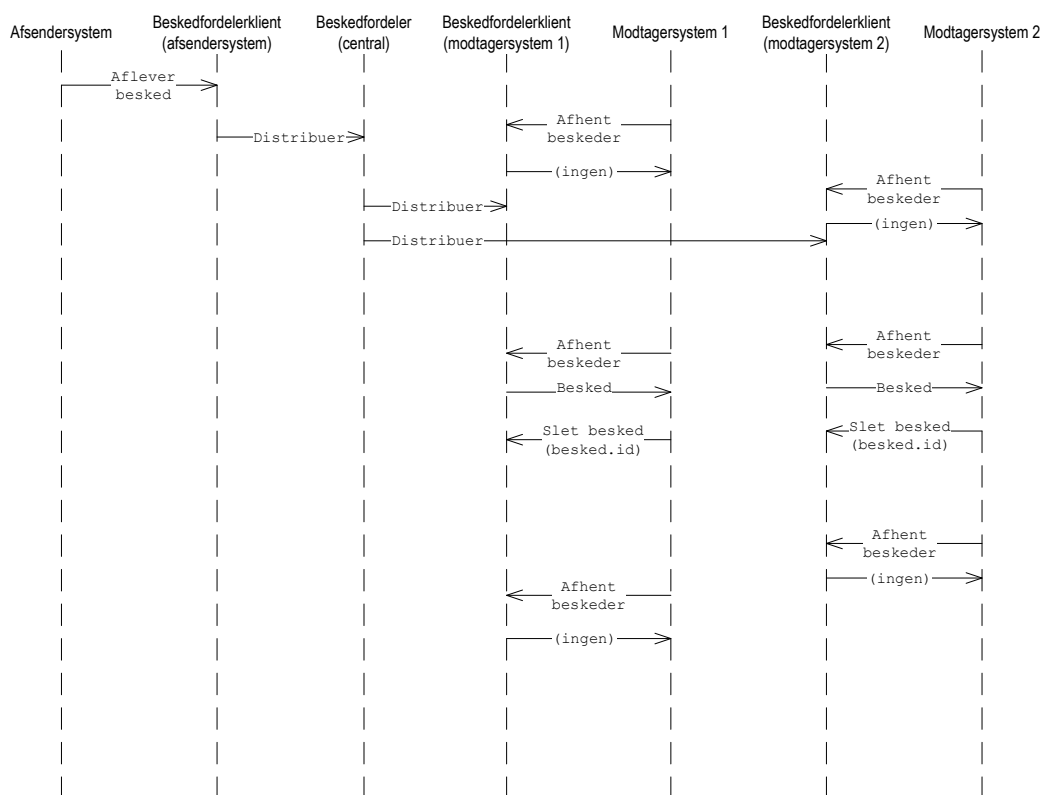 Afsendersystem
Beskedfordelerklient
(afsendersystem)
Beskedfordeler
(central)
Beskedfordelerklient
(modtagersystem 1)
Modtagersystem 1
Beskedfordelerklient
(modtagersystem 2)
Modtagersystem 2
Aflever
besked
Distribuer
Afhent
beskeder
(ingen)
Afhent
beskeder
Distribuer
(ingen)
Distribuer
Afhent
beskeder
Afhent
beskeder
Besked
Besked
Slet besked
(besked.id)
Slet besked
(besked.id)
Afhent
beskeder
(ingen)
Afhent
beskeder
(ingen)